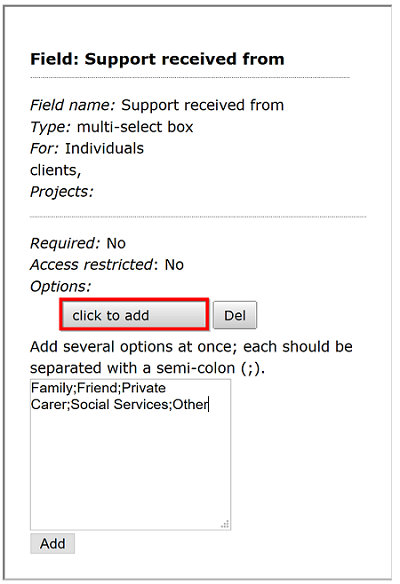 Field: Support received from
Field name: Support received from
Type: multi-select box
For: Individuals
clients,
Projects:
Required: No
Access restricted: No
Options:
click to add Del
Add several options at once; each should be
separated with a semi-colon (;).
Family;Friend;Private
Carer;Social Services;Other
Add